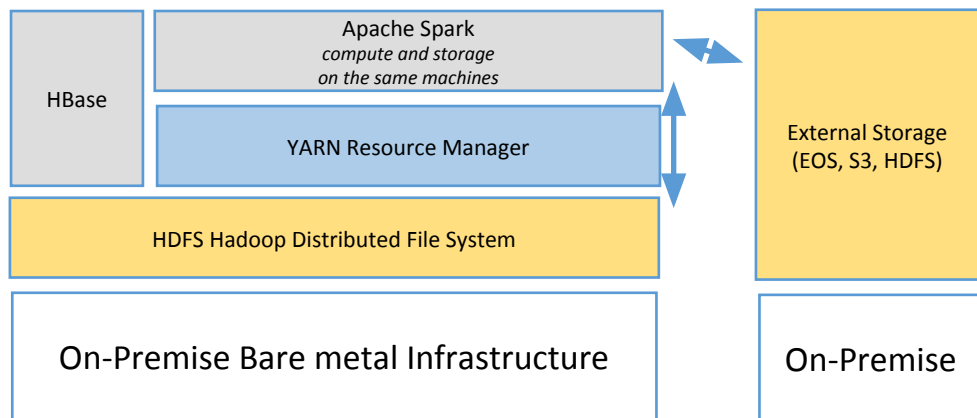 Apache Spark
compute and storage
on the same machines
HBase
YARN Resource Manager
External Storage
(EOS, S3, HDFS)
HDFS Hadoop Distributed File System
On-Premise Bare metal Infrastructure
On-Premise